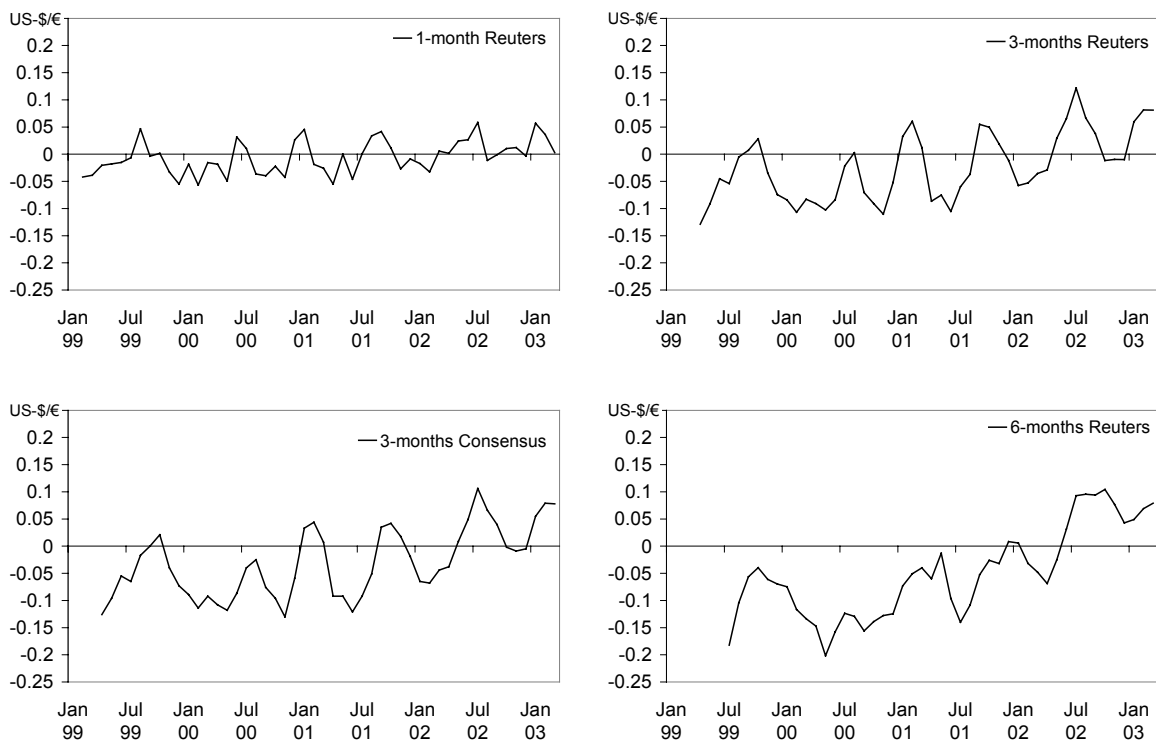 US-$/€
0.2
0.15
0.1
0.05
0
-0.05
-0.1
-0.15
-0.2
-0.25
1-month Reuters
Jan Jul Jan Jul Jan Jul Jan Jul Jan
99 99 00 00 01 01 02 02 03
US-$/€
0.2
0.15
0.1
0.05
0
-0.05
-0.1
-0.15
-0.2
-0.25
3-months Reuters
Jan Jul Jan Jul Jan Jul Jan Jul Jan
99 99 00 00 01 01 02 02 03
US-$/€
0.2
0.15
0.1
0.05
0
-0.05
-0.1
-0.15
-0.2
-0.25
3-months Consensus
Jan Jul Jan Jul Jan Jul Jan Jul Jan
99 99 00 00 01 01 02 02 03
US-$/€
0.2
0.15
0.1
0.05
0
-0.05
-0.1
-0.15
-0.2
-0.25
6-months Reuters
Jan Jul Jan Jul Jan Jul Jan Jul Jan
99 99 00 00 01 01 02 02 03